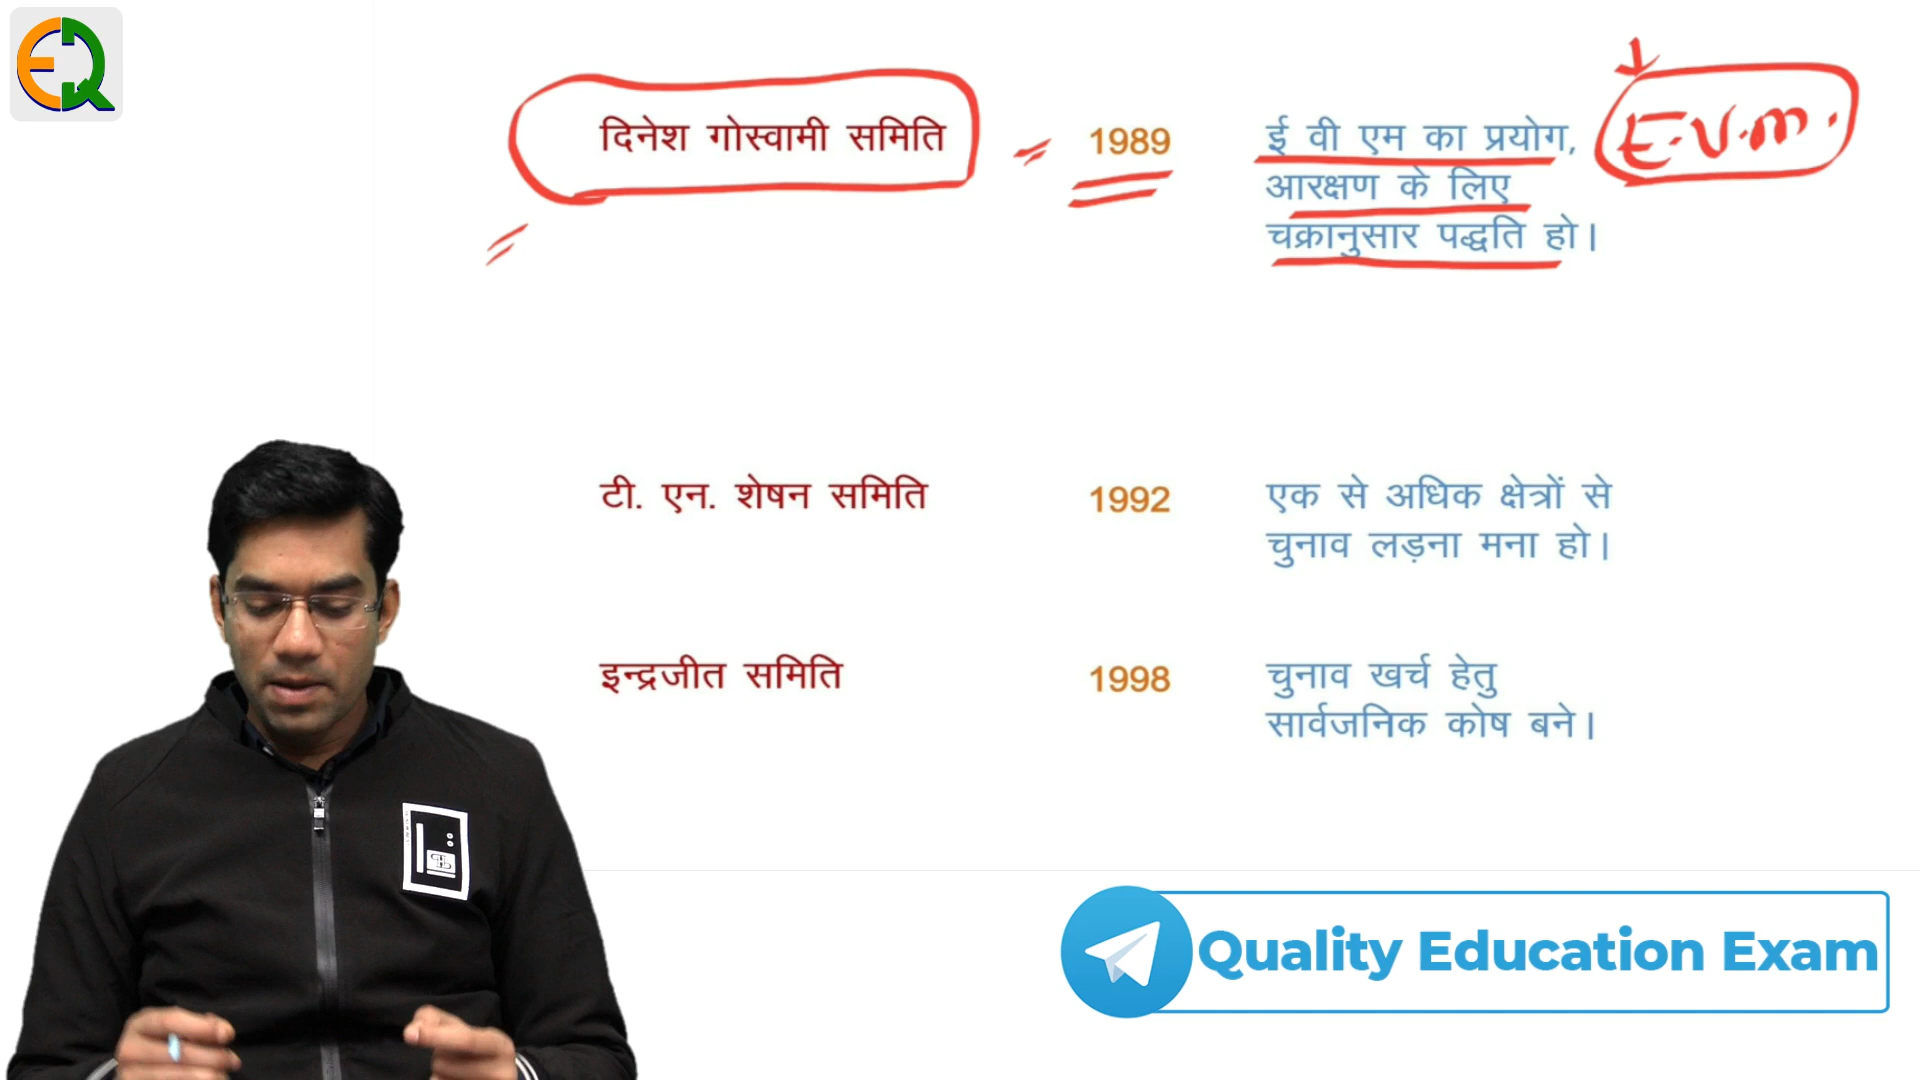 EQ
दिनेश गोस्वामी समिति 1989 ई वी एम का प्रयोग, E.V.M.
आरक्षण के लिए
चक्रानुसार पद्धति हो।
टी. एन. शेषन समिति 1992 एक से अधिक क्षेत्रों से
चुनाव लड़ना मना हो।
इन्द्रजीत समिति 1998 चुनाव खर्च हेतु
सार्वजनिक कोष बने।
Quality Education Exam